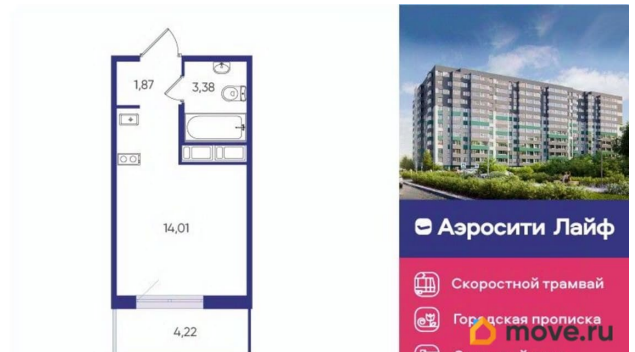 1,87
3,38
14,01
4,22
Аэросити Лайф
Скоростной трамвай
Городская прописка
move.ru